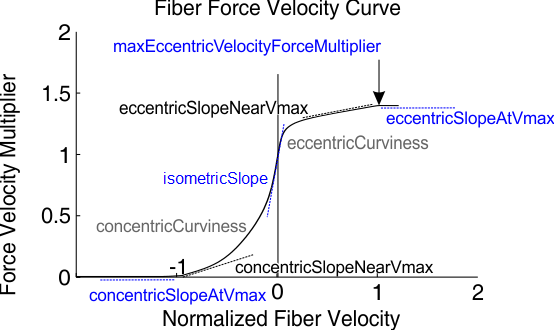 Fiber Force Velocity Curve
2
maxEccentricVelocityForceMultiplier
1.5
eccentricSlopeNearVmax
eccentricSlopeAtVmax
eccentricCurviness
1
isometricSlope
0.5
concentricCurviness
-1
concentricSlopeNearVmax
0
concentricSlopeAtVmax
0
1
2
Normalized Fiber Velocity
Force Velocity Multiplier